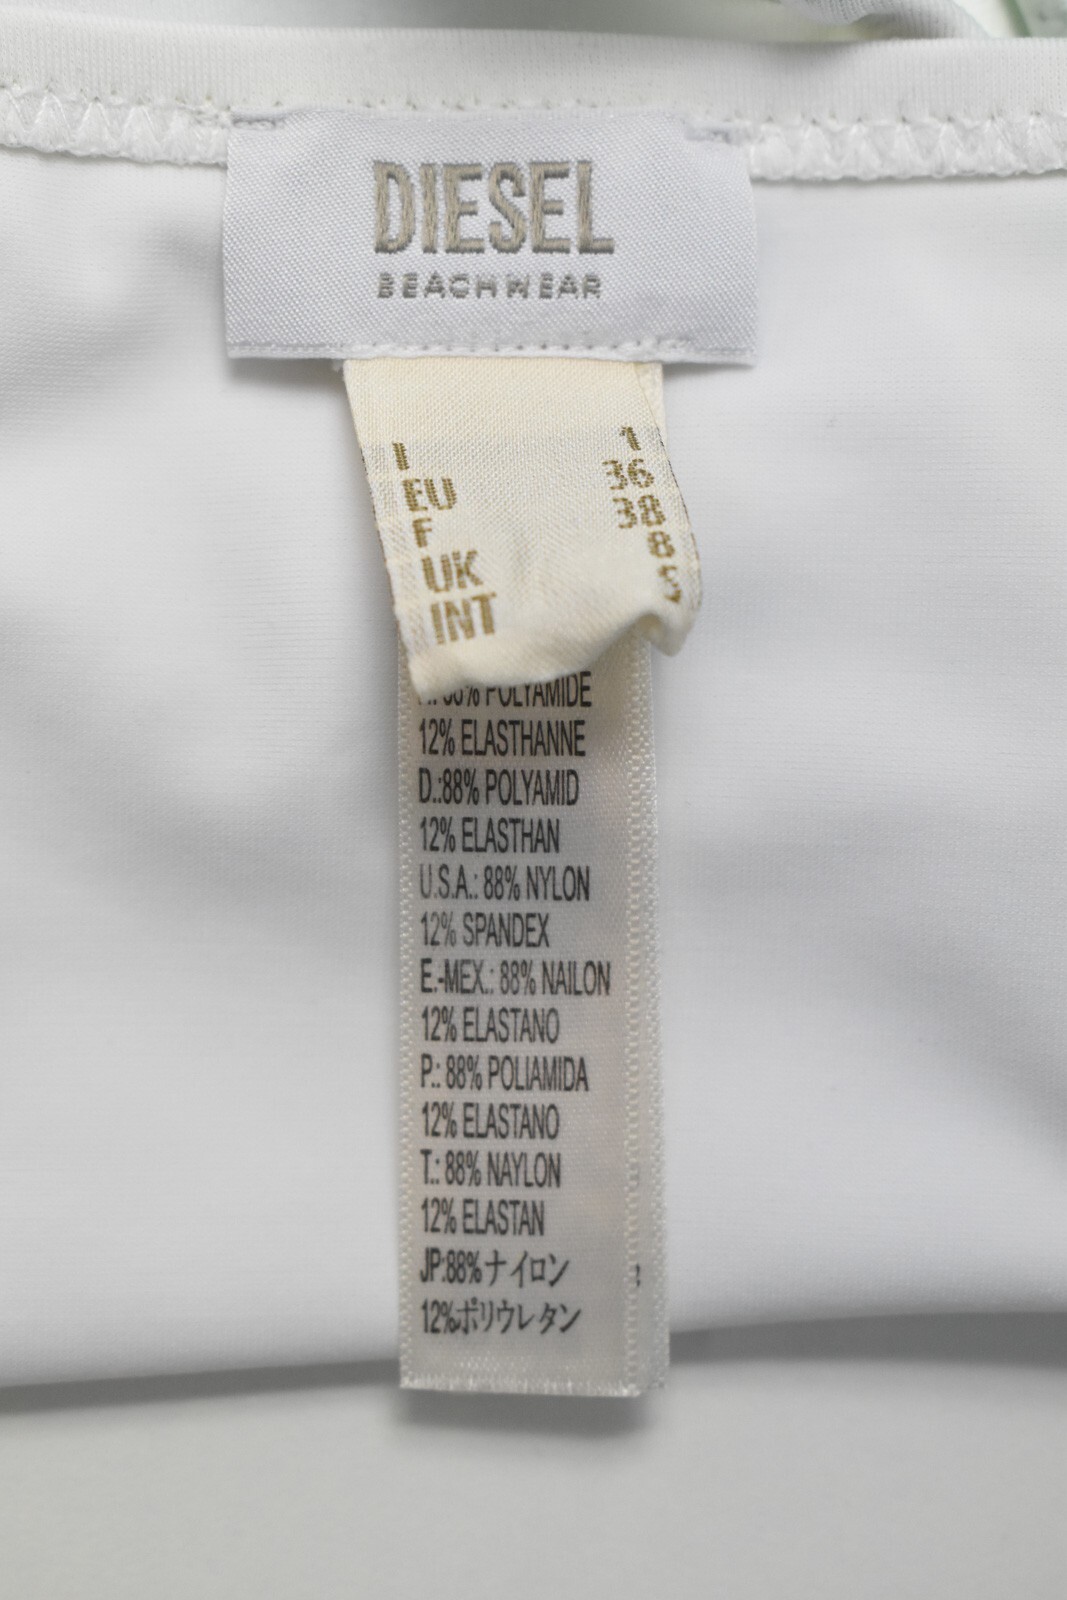 DIESEL
BEACHWEAR
I 1
EU 36
F 38
UK 8
INT S
88% POLYAMIDE
12% ELASTHANNE
D.:88% POLYAMID
12% ELASTHAN
U.S.A.: 88% NYLON
12% SPANDEX
E.-MEX.: 88% NAILON
12% ELASTANO
P.: 88% POLIAMIDA
12% ELASTANO
T.: 88% NAYLON
12% ELASTAN
JP:88%ナイロン
12%ポリウレタン